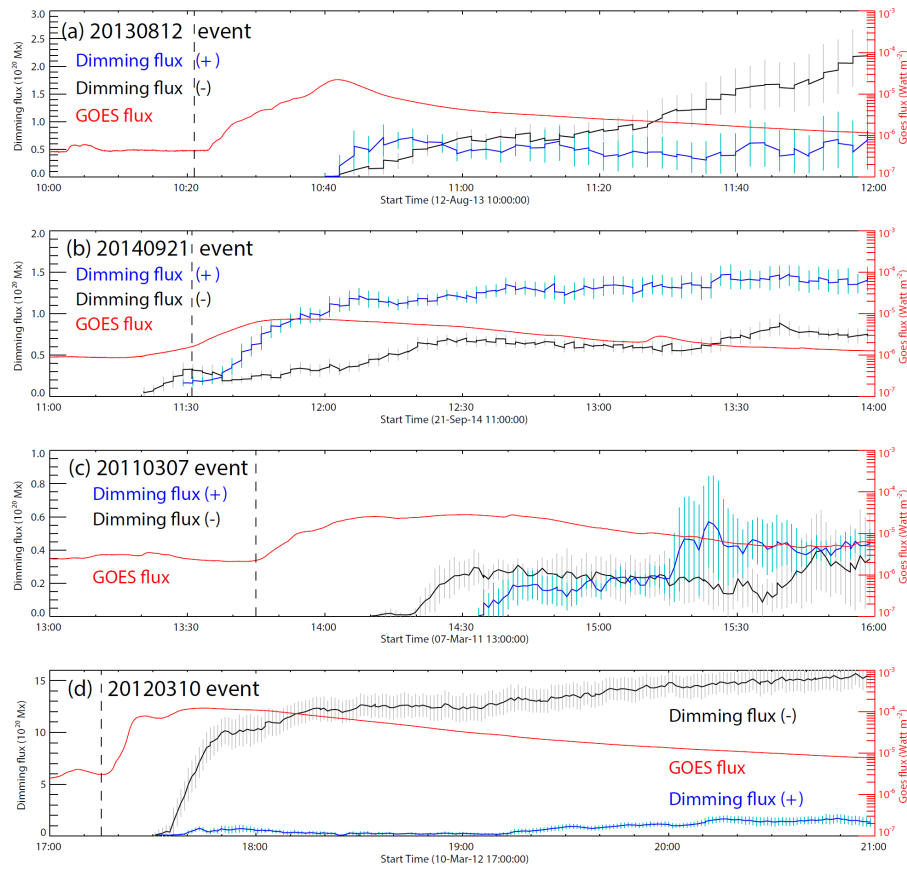 (a) 20130812 event
Dimming flux (+)
Dimming flux (-)
GOES flux
Dimming flux (10²⁰ Mx)
3.0
2.5
2.0
1.5
1.0
0.5
0.0
10⁻³
10⁻⁴
10⁻⁵
10⁻⁶
10⁻⁷
Goes flux (Watt m⁻²)
10:00 10:20 10:40 11:00 11:20 11:40 12:00
Start Time (12-Aug-13 10:00:00)
(b) 20140921 event
Dimming flux (+)
Dimming flux (-)
GOES flux
Dimming flux (10²⁰ Mx)
2.0
1.5
1.0
0.5
0.0
10⁻³
10⁻⁴
10⁻⁵
10⁻⁶
10⁻⁷
Goes flux (Watt m⁻²)
11:00 11:30 12:00 12:30 13:00 13:30 14:00
Start Time (21-Sep-14 11:00:00)
(c) 20110307 event
Dimming flux (+)
Dimming flux (-)
GOES flux
Dimming flux (10²⁰ Mx)
1.0
0.8
0.6
0.4
0.2
0.0
10⁻³
10⁻⁴
10⁻⁵
10⁻⁶
10⁻⁷
Goes flux (Watt m⁻²)
13:00 13:30 14:00 14:30 15:00 15:30 16:00
Start Time (07-Mar-11 13:00:00)
(d) 20120310 event
Dimming flux (-)
GOES flux
Dimming flux (+)
Dimming flux (10²⁰ Mx)
15
10
5
0
10⁻³
10⁻⁴
10⁻⁵
10⁻⁶
10⁻⁷
Goes flux (Watt m⁻²)
17:00 18:00 19:00 20:00 21:00
Start Time (10-Mar-12 17:00:00)